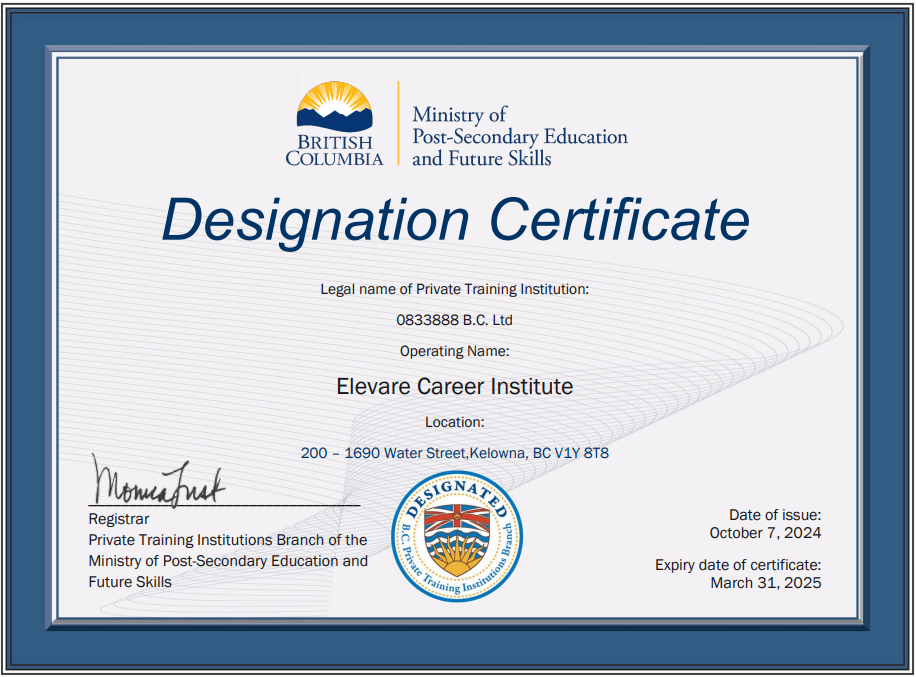 BRITISH
COLUMBIA
Ministry of
Post-Secondary Education
and Future Skills
Designation Certificate
Legal name of Private Training Institution:
0833888 B.C. Ltd
Operating Name:
Elevare Career Institute
Location:
200 – 1690 Water Street,Kelowna, BC V1Y 8T8
Registrar
Private Training Institutions Branch of the
Ministry of Post-Secondary Education and
Future Skills
DESIGNATED
B.C. Private Training Institutions Branch
Date of issue:
October 7, 2024
Expiry date of certificate:
March 31, 2025